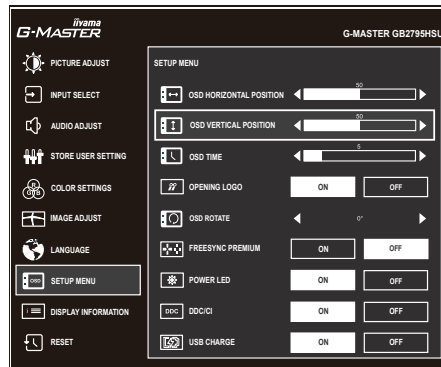 iiyama
G-MASTER
G-MASTER GB2795HSU
PICTURE ADJUST
INPUT SELECT
AUDIO ADJUST
STORE USER SETTING
R
G B
COLOR SETTINGS
IMAGE ADJUST
LANGUAGE
OSD
SETUP MENU
DISPLAY INFORMATION
RESET
SETUP MENU
OSD HORIZONTAL POSITION 50
OSD VERTICAL POSITION 50
OSD TIME 5
OPENING LOGO ON OFF
OSD ROTATE 0°
FREESYNC PREMIUM ON OFF
POWER LED ON OFF
DDC DDC/CI ON OFF
USB CHARGE ON OFF